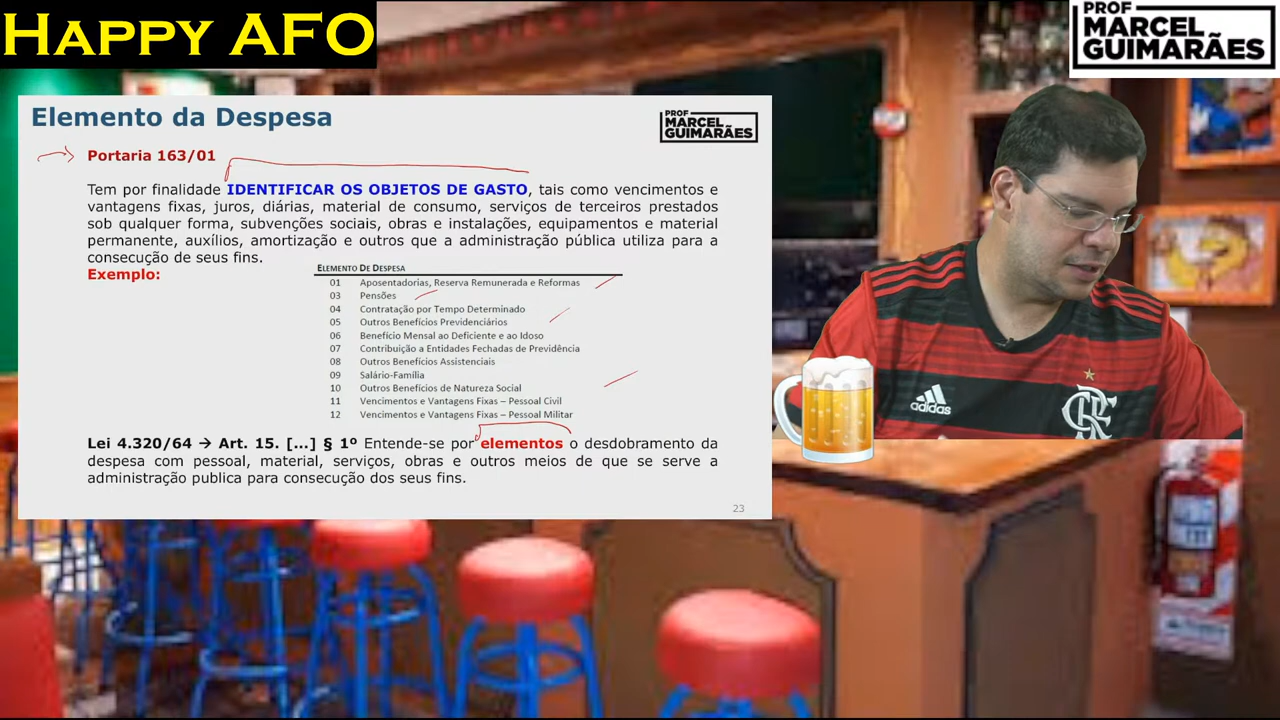 HAPPY AFO
PROF
MARCEL
GUIMARÃES
Elemento da Despesa
PROF
MARCEL
GUIMARÃES
Portaria 163/01
Tem por finalidade IDENTIFICAR OS OBJETOS DE GASTO, tais como vencimentos e
vantagens fixas, juros, diárias, material de consumo, serviços de terceiros prestados
sob qualquer forma, subvenções sociais, obras e instalações, equipamentos e material
permanente, auxílios, amortização e outros que a administração pública utiliza para a
consecução de seus fins.
Exemplo:
ELEMENTO DE DESPESA
01 Aposentadorias, Reserva Remunerada e Reformas
03 Pensões
04 Contratação por Tempo Determinado
05 Outros Benefícios Previdenciários
06 Benefício Mensal ao Deficiente e ao Idoso
07 Contribuição a Entidades Fechadas de Previdência
08 Outros Benefícios Assistenciais
09 Salário-Família
10 Outros Benefícios de Natureza Social
11 Vencimentos e Vantagens Fixas – Pessoal Civil
12 Vencimentos e Vantagens Fixas – Pessoal Militar
Lei 4.320/64 → Art. 15. [...] § 1º Entende-se por elementos o desdobramento da
despesa com pessoal, material, serviços, obras e outros meios de que se serve a
administração publica para consecução dos seus fins.
23
adidas